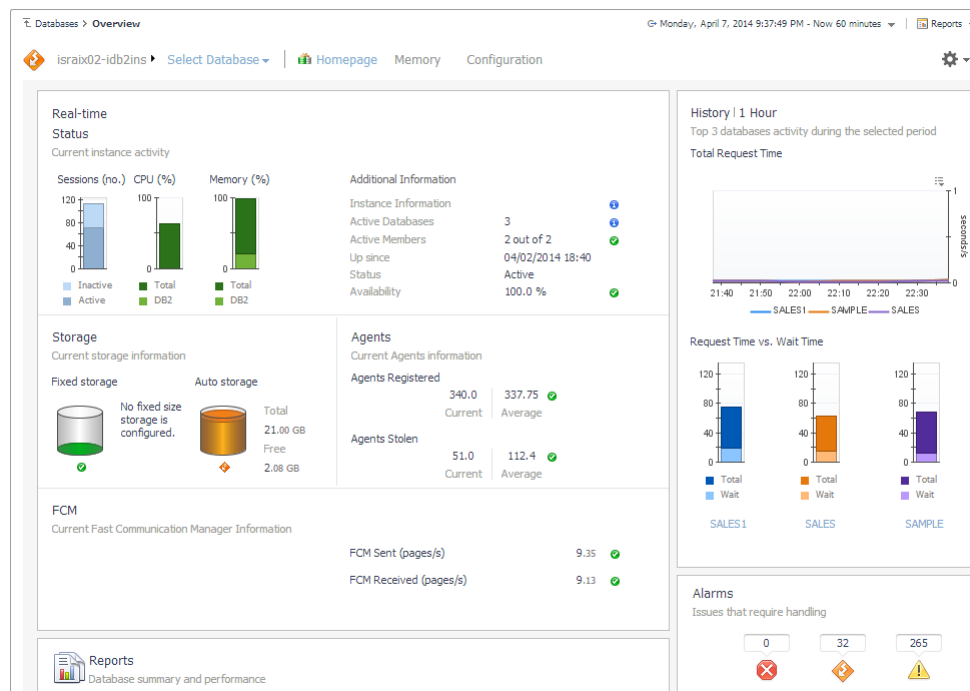 Databases > Overview
Monday, April 7, 2014 9:37:49 PM - Now 60 minutes
Reports
israix02-idb2ins
Select Database
Homepage
Memory
Configuration
Real-time
Status
Current instance activity
Sessions (no.)
CPU (%)
Memory (%)
120
80
40
0
100
0
100
0
Inactive
Active
Total
DB2
Total
DB2
Additional Information
Instance Information
Active Databases 3
Active Members 2 out of 2
Up since 04/02/2014 18:40
Status Active
Availability 100.0 %
Storage
Current storage information
Fixed storage
No fixed size
storage is
configured.
Auto storage
Total
21.00 GB
Free
2.08 GB
Agents
Current Agents information
Agents Registered
340.0 337.75
Current Average
Agents Stolen
51.0 112.4
Current Average
FCM
Current Fast Communication Manager Information
FCM Sent (pages/s) 9.35
FCM Received (pages/s) 9.13
Reports
Database summary and performance
History | 1 Hour
Top 3 databases activity during the selected period
Total Request Time
1
seconds/s
0
21:40 21:50 22:00 22:10 22:20 22:30
SALES1 SAMPLE SALES
Request Time vs. Wait Time
120 120 120
80 80 80
40 40 40
0 0 0
Total Total Total
Wait Wait Wait
SALES1 SALES SAMPLE
Alarms
Issues that require handling
0 32 265